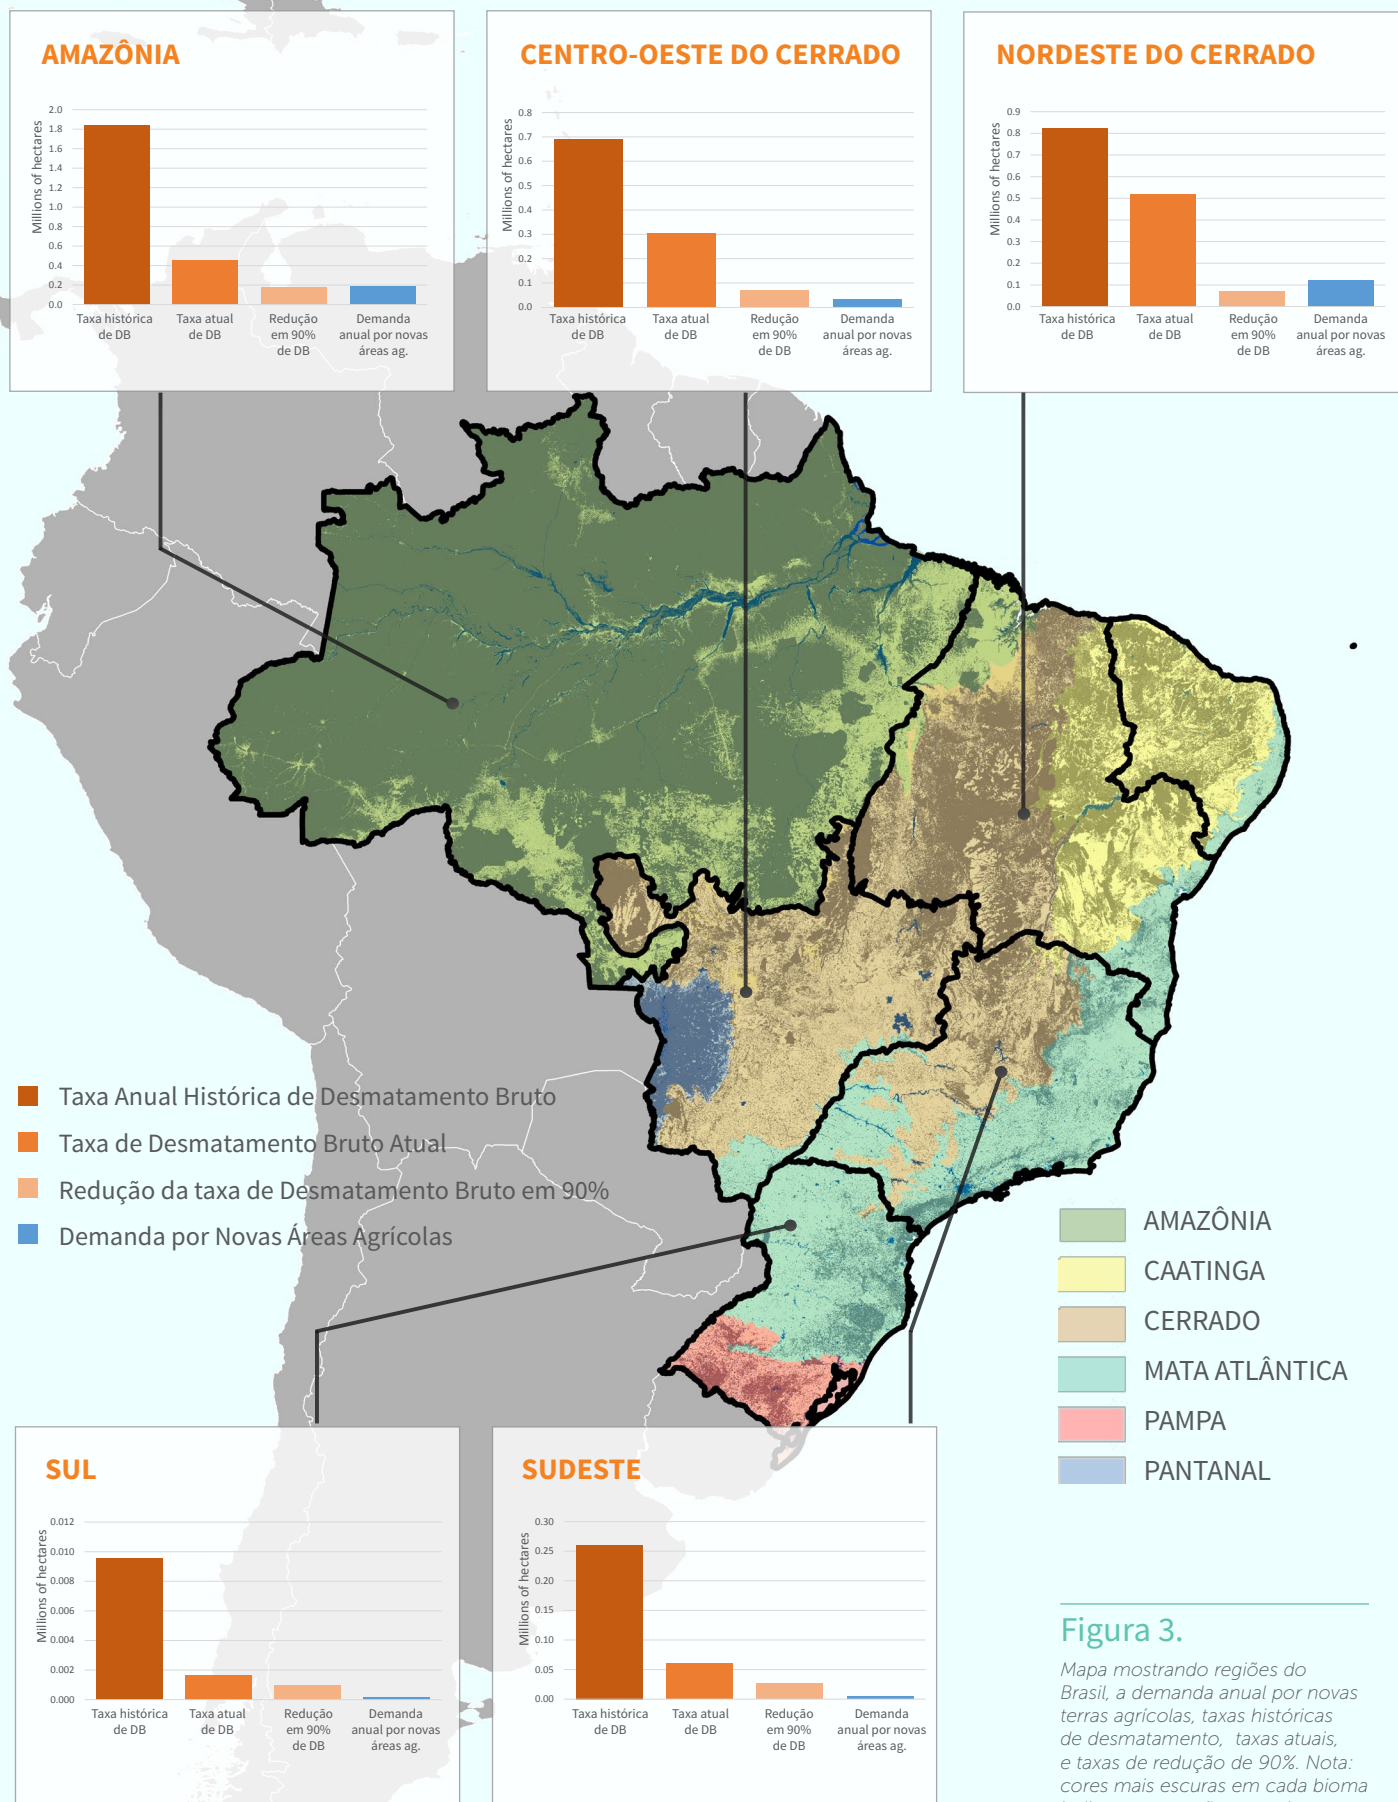 AMAZÔNIA
Millions of hectares
2.0
1.8
1.6
1.4
1.2
1.0
0.8
0.6
0.4
0.2
0.0
Taxa histórica de DB
Taxa atual de DB
Redução em 90% de DB
Demanda anual por novas áreas ag.
CENTRO-OESTE DO CERRADO
Millions of hectares
0.8
0.7
0.6
0.5
0.4
0.3
0.2
0.1
0.0
Taxa histórica de DB
Taxa atual de DB
Redução em 90% de DB
Demanda anual por novas áreas ag.
NORDESTE DO CERRADO
Millions of hectares
0.9
0.8
0.7
0.6
0.5
0.4
0.3
0.2
0.1
0.0
Taxa histórica de DB
Taxa atual de DB
Redução em 90% de DB
Demanda anual por novas áreas ag.
Taxa Anual Histórica de Desmatamento Bruto
Taxa de Desmatamento Bruto Atual
Redução da taxa de Desmatamento Bruto em 90%
Demanda por Novas Áreas Agrícolas
AMAZÔNIA
CAATINGA
CERRADO
MATA ATLÂNTICA
PAMPA
PANTANAL
SUL
Millions of hectares
0.012
0.010
0.008
0.006
0.004
0.002
0.000
Taxa histórica de DB
Taxa atual de DB
Redução em 90% de DB
Demanda anual por novas áreas ag.
SUDESTE
Millions of hectares
0.30
0.25
0.20
0.15
0.10
0.05
0.00
Taxa histórica de DB
Taxa atual de DB
Redução em 90% de DB
Demanda anual por novas áreas ag.
Figura 3.
Mapa mostrando regiões do
Brasil, a demanda anual por novas
terras agrícolas, taxas históricas
de desmatamento, taxas atuais,
e taxas de redução de 90%. Nota:
cores mais escuras em cada bioma